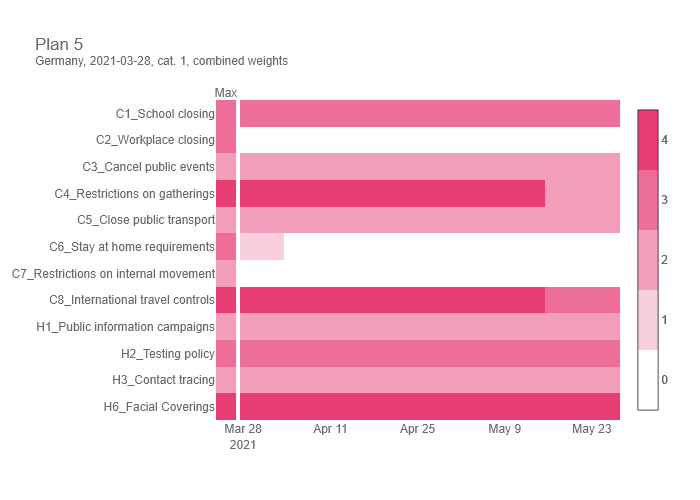 Plan 5
Germany, 2021-03-28, cat. 1, combined weights
Max
C1_School closing
C2_Workplace closing
C3_Cancel public events
C4_Restrictions on gatherings
C5_Close public transport
C6_Stay at home requirements
C7_Restrictions on internal movement
C8_International travel controls
H1_Public information campaigns
H2_Testing policy
H3_Contact tracing
H6_Facial Coverings
Mar 28 Apr 11 Apr 25 May 9 May 23
2021
4
3
2
1
0